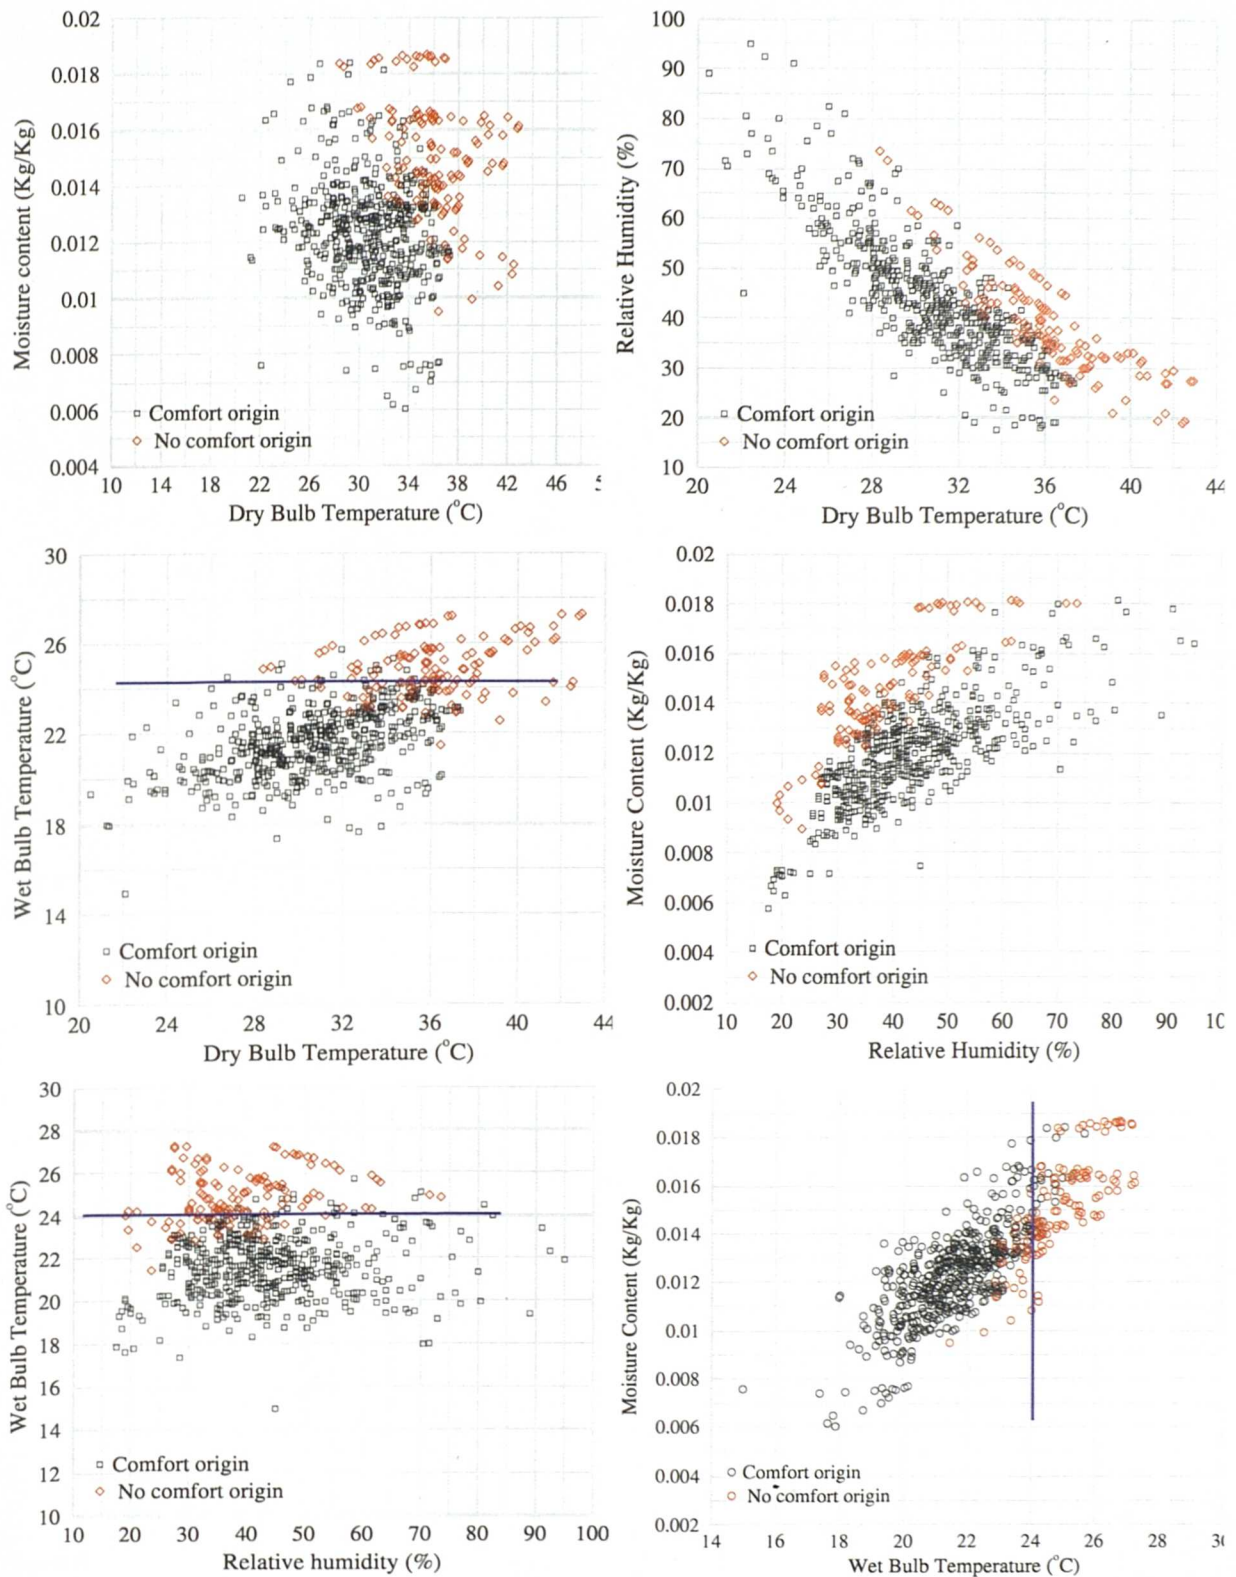 0.02
0.018
0.016
0.014
0.012
0.01
0.008
0.006
0.004
Moisture content (Kg/Kg)
□ Comfort origin
◇ No comfort origin
10 14 18 22 26 30 34 38 42 46 5
Dry Bulb Temperature (°C)
100
90
80
70
60
50
40
30
20
10
Relative Humidity (%)
□ Comfort origin
◇ No comfort origin
20 24 28 32 36 40 44
Dry Bulb Temperature (°C)
30
26
22
18
14
10
Wet Bulb Temperature (°C)
□ Comfort origin
◇ No comfort origin
20 24 28 32 36 40 44
Dry Bulb Temperature (°C)
0.02
0.018
0.016
0.014
0.012
0.01
0.008
0.006
0.004
0.002
Moisture Content (Kg/Kg)
□ Comfort origin
◇ No comfort origin
10 20 30 40 50 60 70 80 90 10
Relative Humidity (%)
30
28
26
24
22
20
18
16
14
12
10
Wet Bulb Temperature (°C)
□ Comfort origin
◇ No comfort origin
10 20 30 40 50 60 70 80 90 100
Relative humidity (%)
0.02
0.018
0.016
0.014
0.012
0.01
0.008
0.006
0.004
0.002
Moisture Content (Kg/Kg)
○ Comfort origin
○ No comfort origin
14 16 20 22 24 26 28 30
Wet Bulb Temperature (°C)